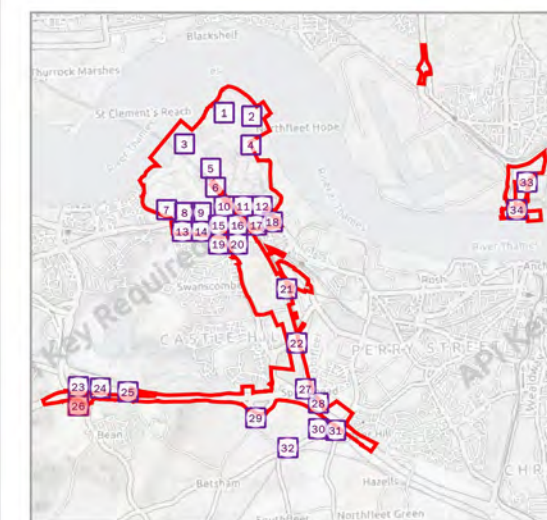 Blackshelf
Thurrock Marshes
St Clement's Reach
1 2
Northfleet Hope
3 4
5
6
33
7 8 9 10 11 12
34
13 14 15 16 17 18
River Thames
19 20
API Key Required
Swanscombe
21
Rosh
CASTLE HILL
22
PERRY STREET
API Key
23 24 25
27
26
28
29
Bean
30 31
32
Betsham
Hazells
Southfleet
Northfleet Green
CHR